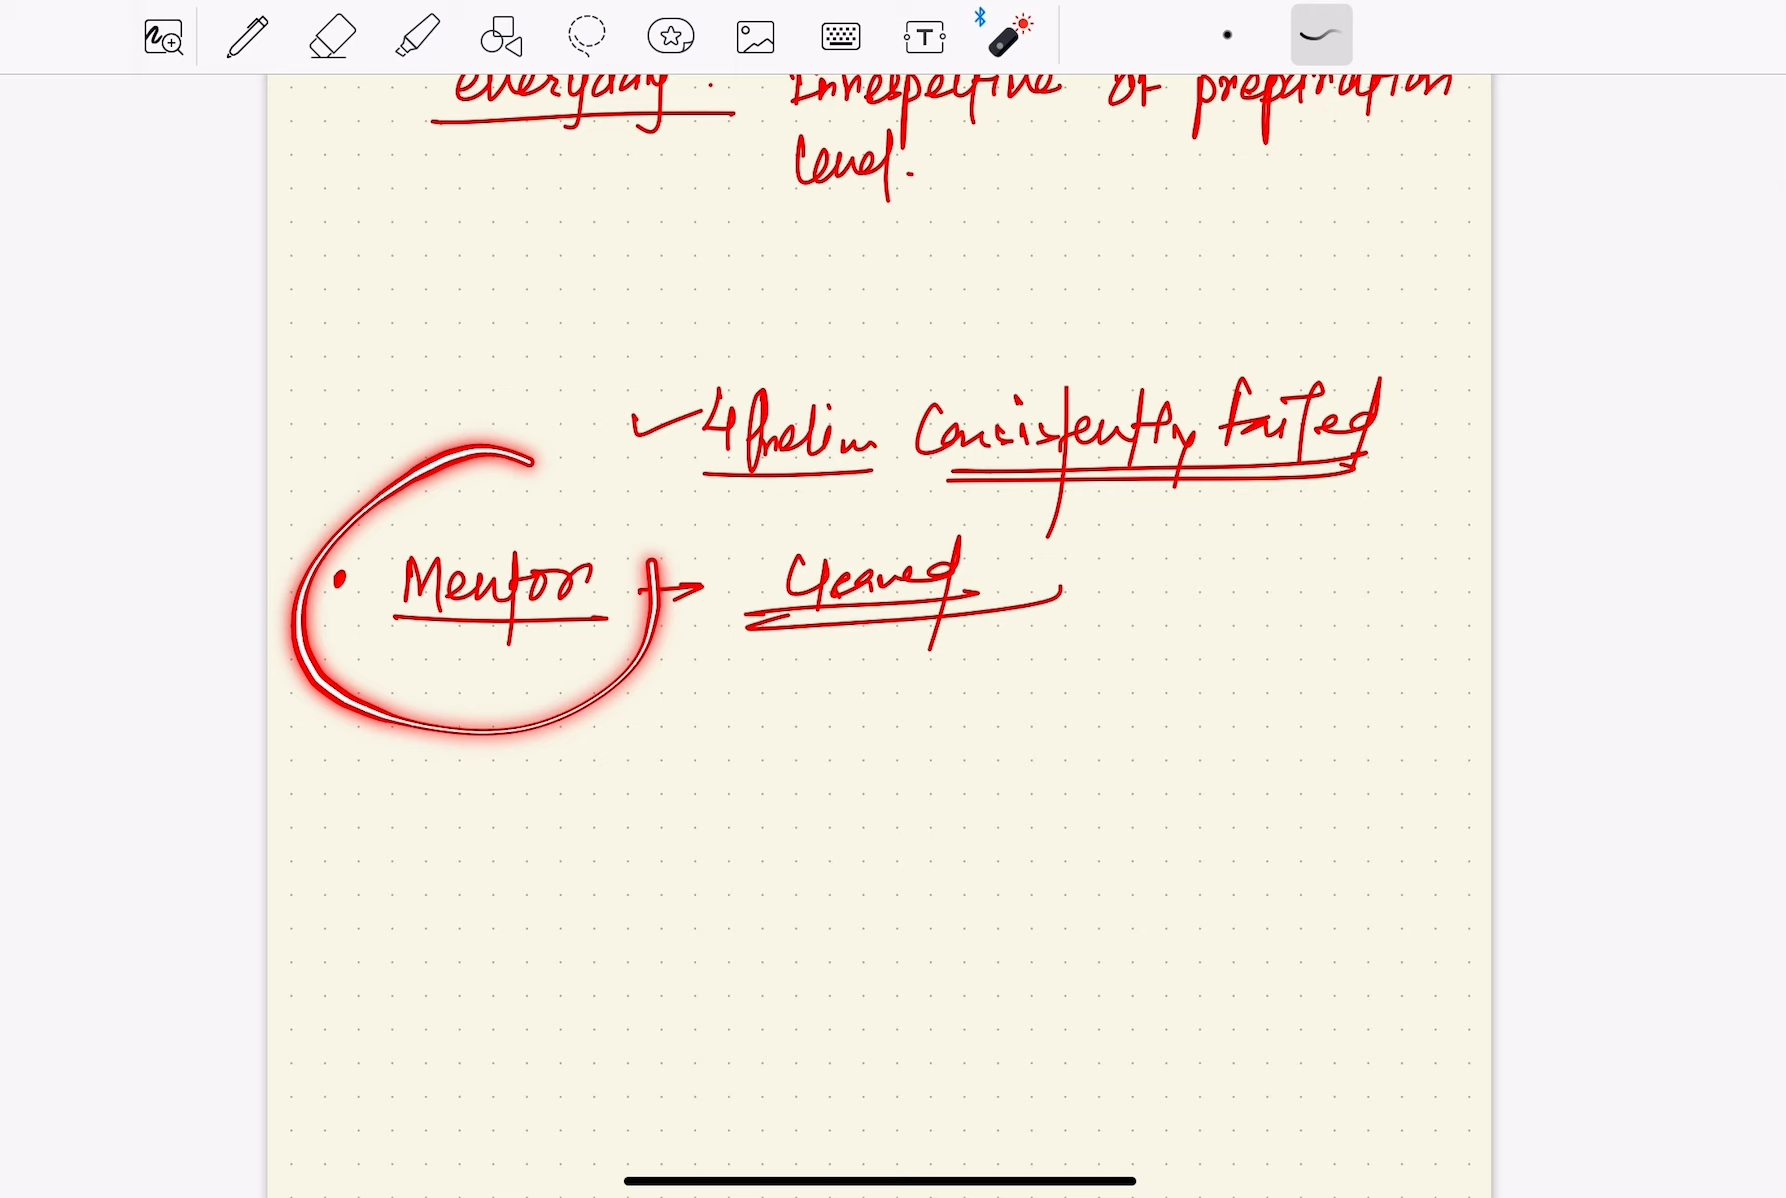 everyday. Irrespective of preparation
level.
4 Prelim Consistently failed
• Mentor → Cleared